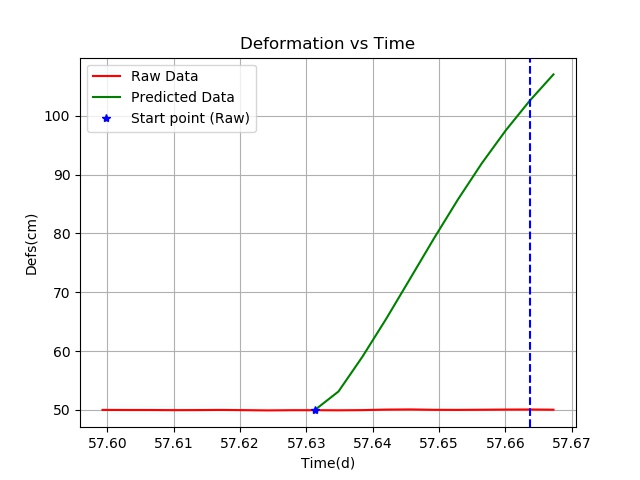 Deformation vs Time
Raw Data
Predicted Data
Start point (Raw)
100
90
80
70
60
50
Defs(cm)
57.60 57.61 57.62 57.63 57.64 57.65 57.66 57.67
Time(d)